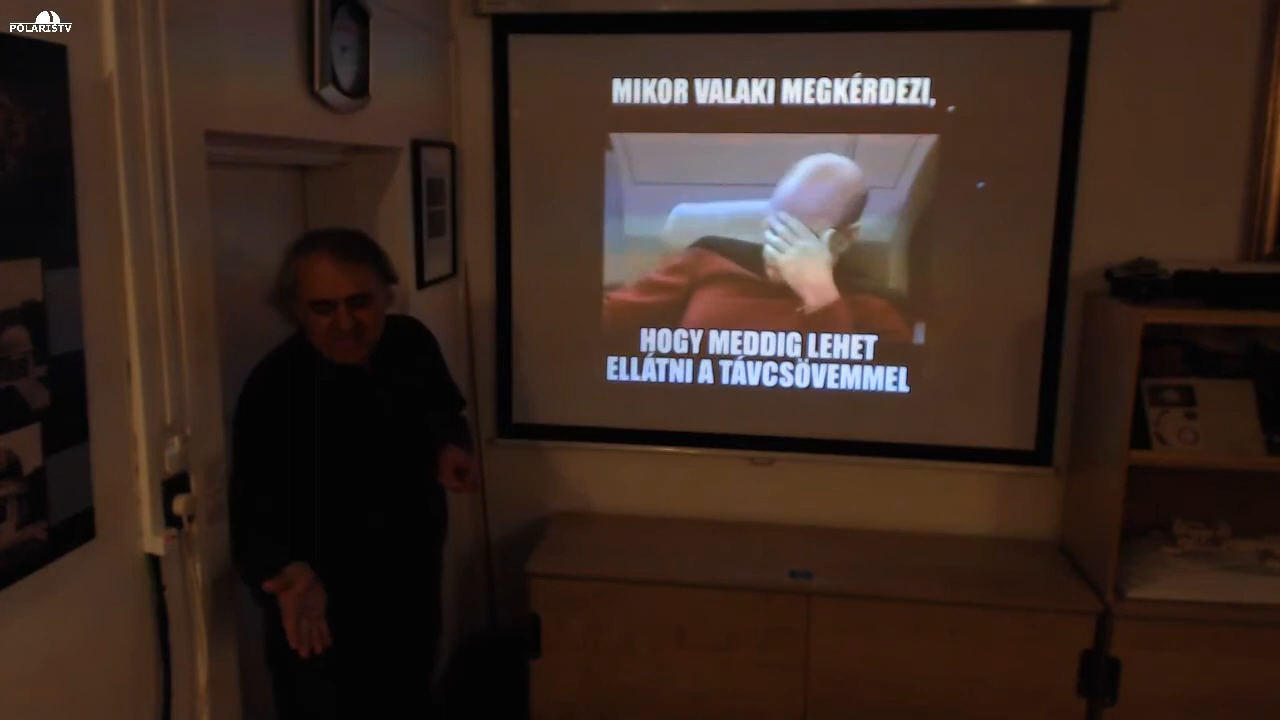 POLARISTV
MIKOR VALAKI MEGKÉRDEZI,
HOGY MEDDIG LEHET
ELLÁTNI A TÁVCSÖVEMMEL